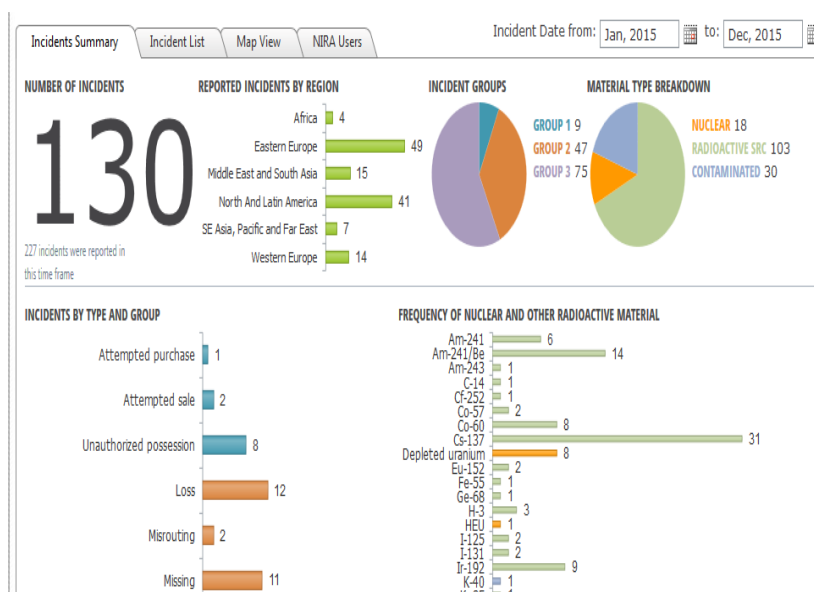 Incidents Summary
Incident List
Map View
NIRA Users
Incident Date from: Jan, 2015 to: Dec, 2015
NUMBER OF INCIDENTS
130
227 incidents were reported in
this time frame
REPORTED INCIDENTS BY REGION
Africa 4
Eastern Europe 49
Middle East and South Asia 15
North And Latin America 41
SE Asia, Pacific and Far East 7
Western Europe 14
INCIDENT GROUPS
GROUP 1 9
GROUP 2 47
GROUP 3 75
MATERIAL TYPE BREAKDOWN
NUCLEAR 18
RADIOACTIVE SRC 103
CONTAMINATED 30
INCIDENTS BY TYPE AND GROUP
Attempted purchase 1
Attempted sale 2
Unauthorized possession 8
Loss 12
Misrouting 2
Missing 11
FREQUENCY OF NUCLEAR AND OTHER RADIOACTIVE MATERIAL
Am-241 6
Am-241/Be 14
Am-243 1
C-14 1
Cf-252 1
Co-57 2
Co-60 8
Cs-137 31
Depleted uranium 8
Eu-152 2
Fe-55 1
Ge-68 1
H-3 3
HEU 1
I-125 2
I-131 2
Ir-192 9
K-40 1